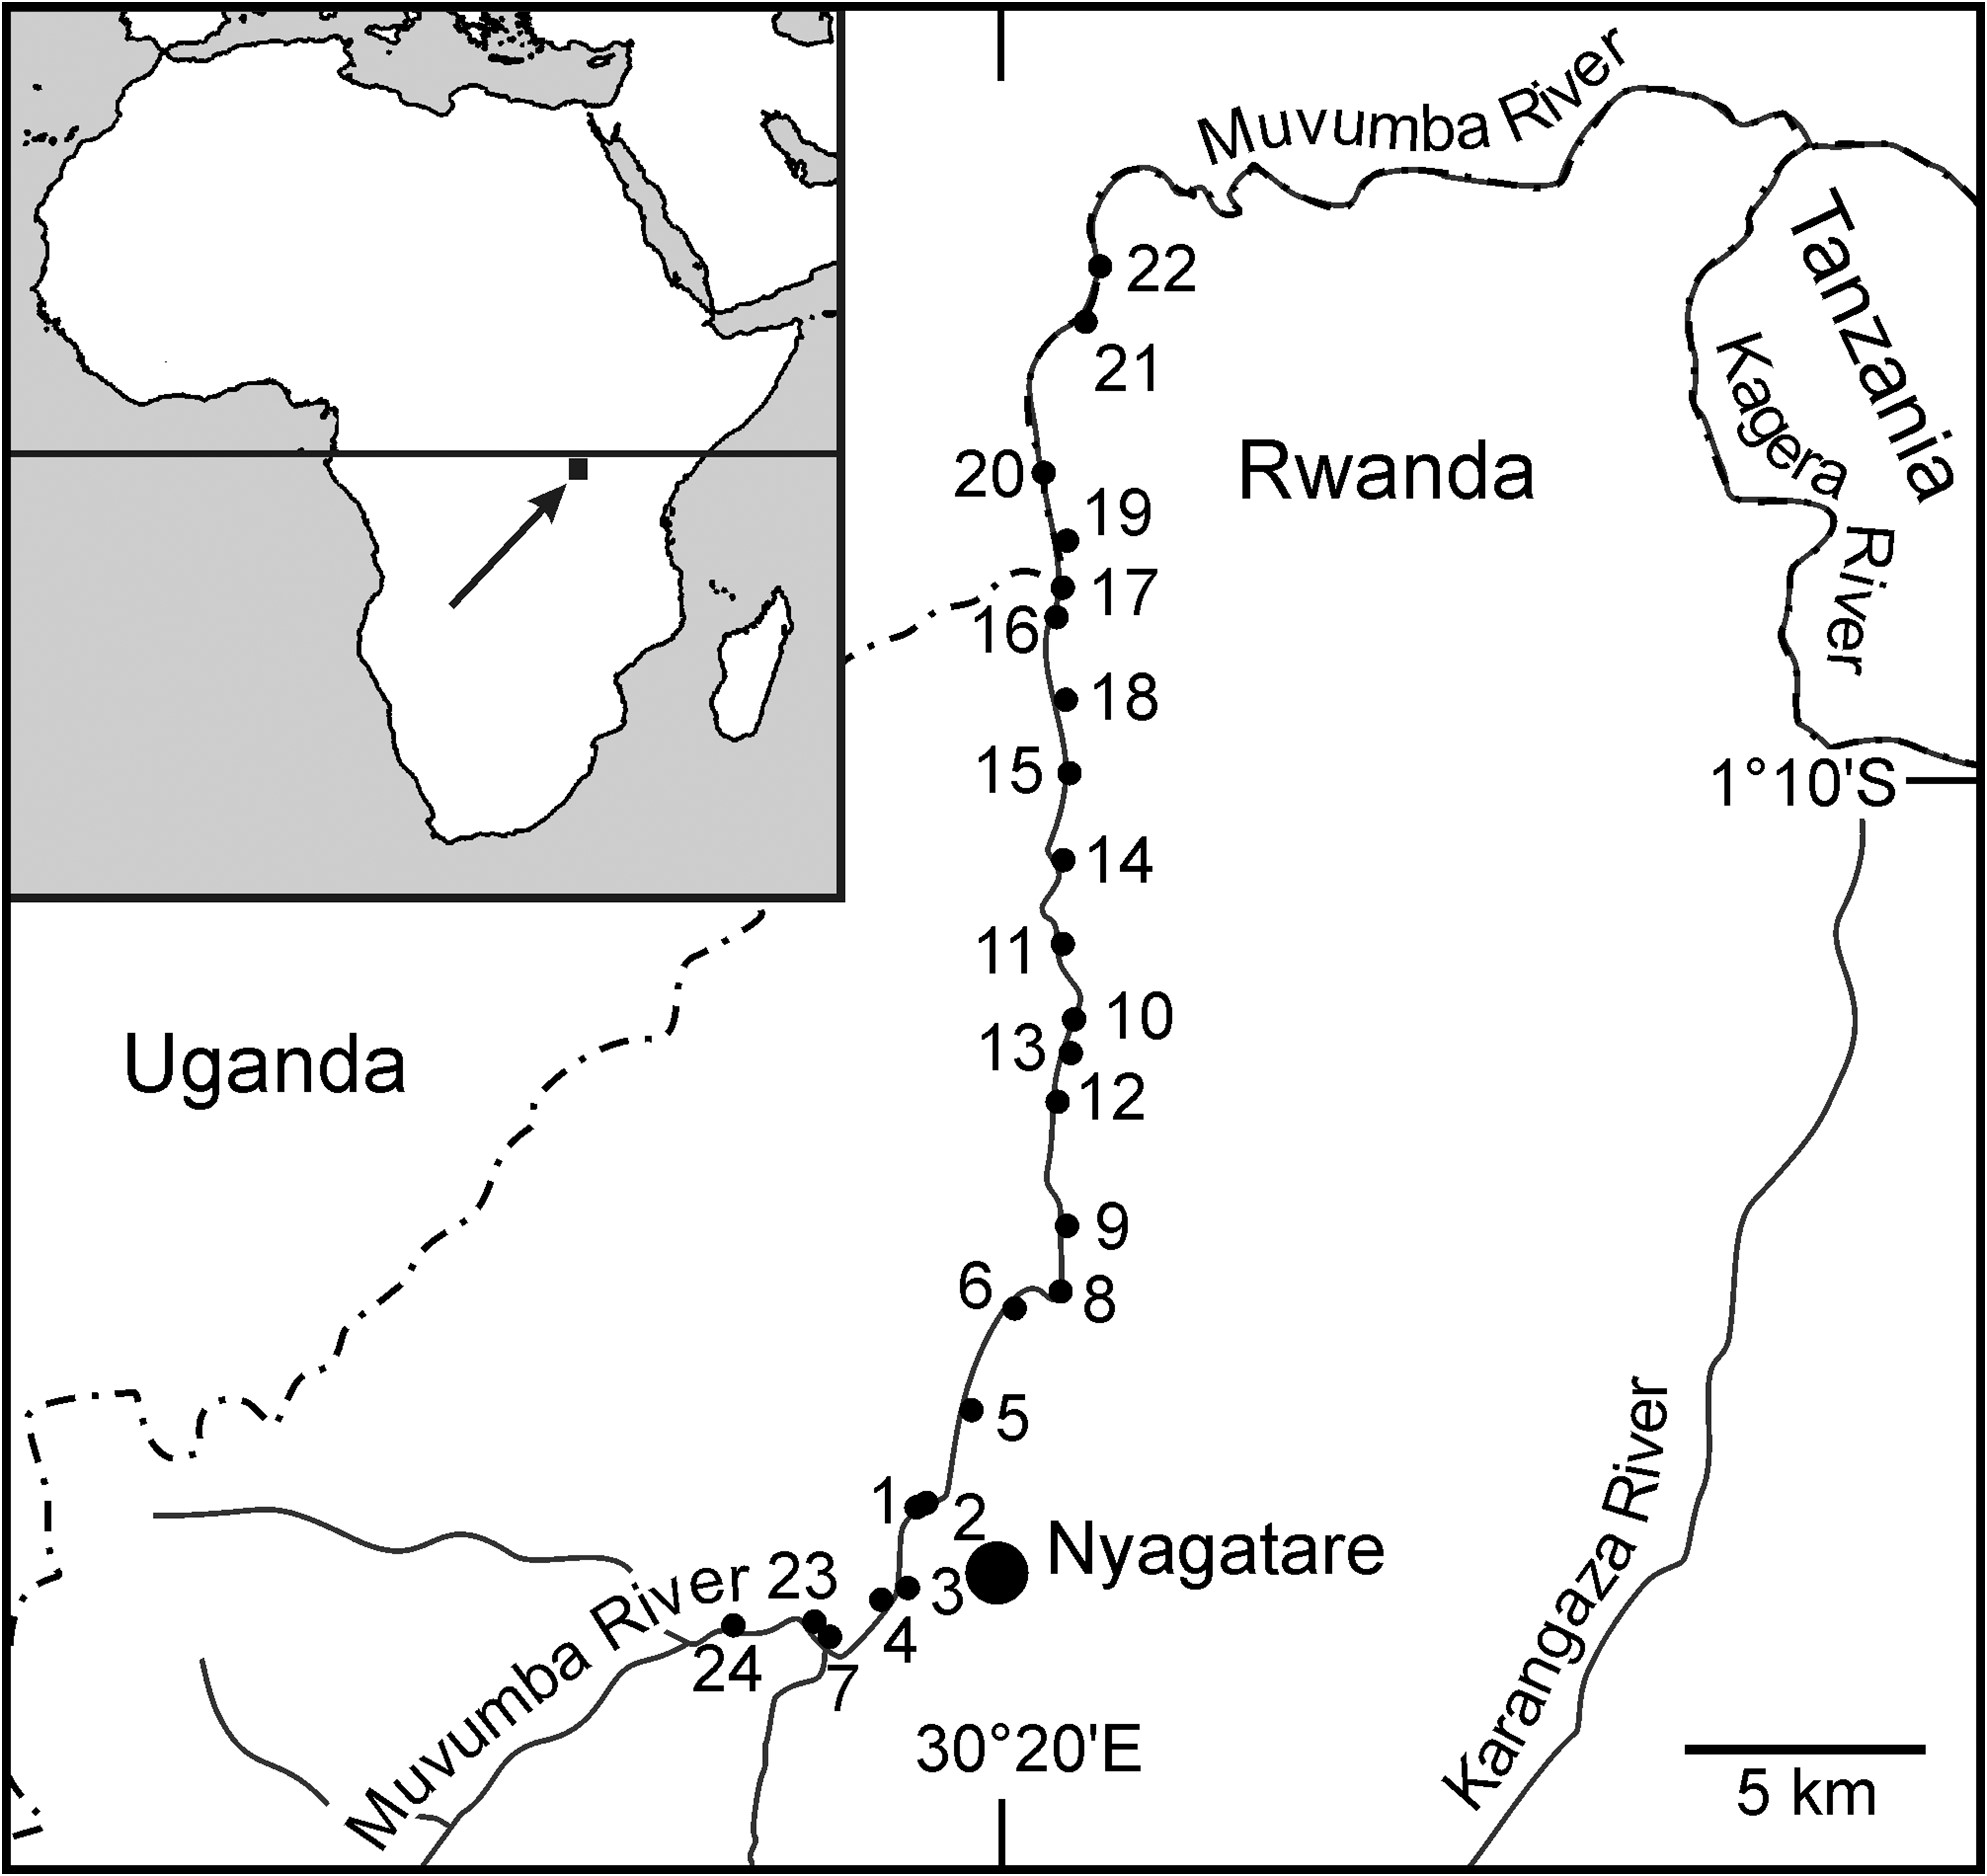 Muvumba River
Tanzania
22
21
Kagera
River
Rwanda
20
19
17
16
18
15
1°10'S
14
11
10
13
12
Uganda
9
6
8
5
1
2
Nyagatare
23
3
4
24
7
Muvumba River
30°20'E
Karangaza River
5 km